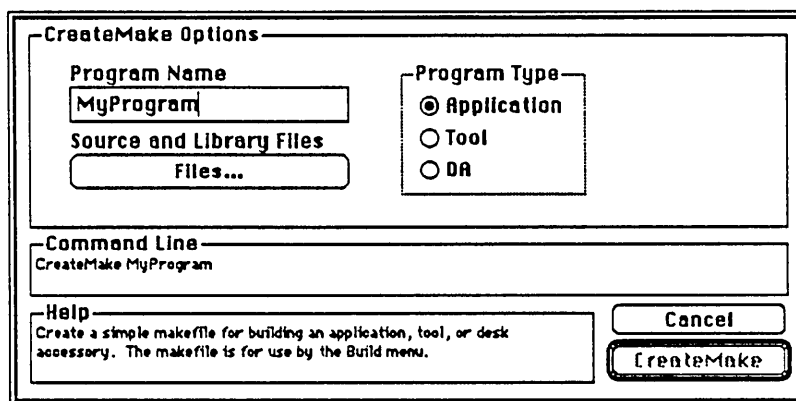 CreateMake Options
Program Name
MyProgram
Source and Library Files
Files...
Program Type
Application
Tool
DA
Command Line
CreateMake MyProgram
Help
Create a simple makefile for building an application, tool, or desk
accessory. The makefile is for use by the Build menu.
Cancel
CreateMake